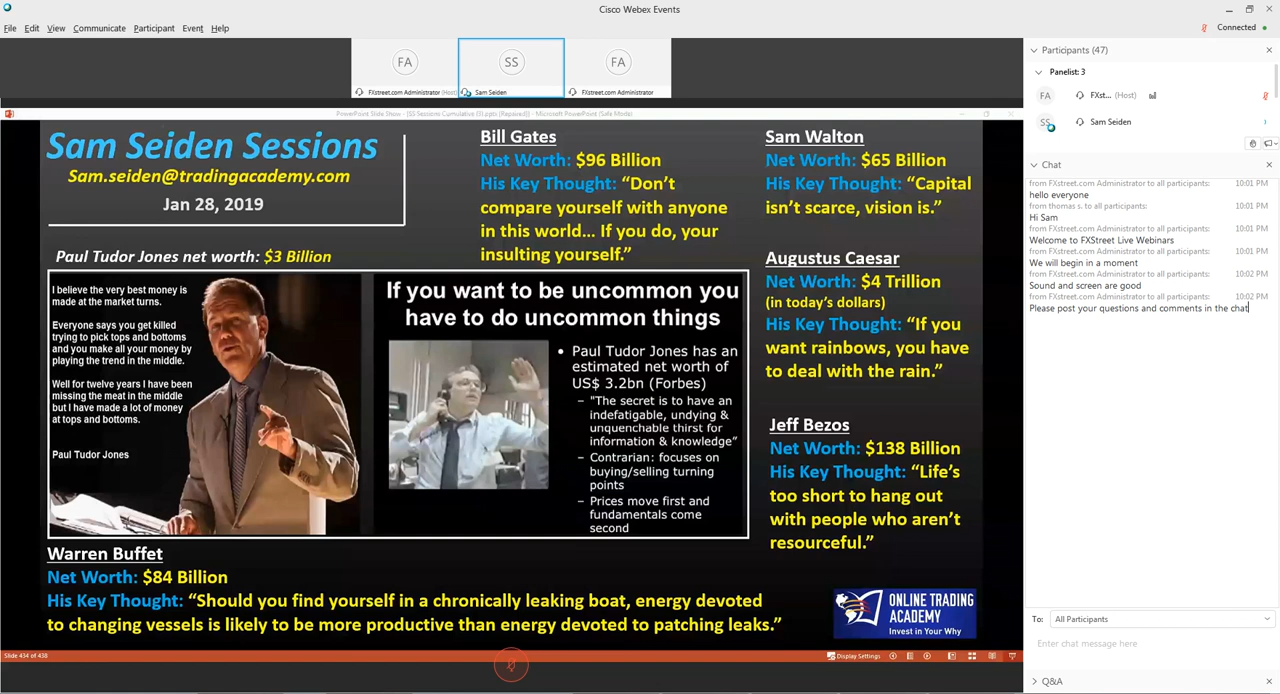 Cisco Webex Events
File Edit View Communicate Participant Event Help
Connected
FA
SS
FA
FXstreet.com Administrator (Host)
Sam Seiden
FXstreet.com Administrator
PowerPoint Slide Show - [SS Sessions Cumulative (3).pptx [Repaired]] - Microsoft PowerPoint (Safe Mode)
Sam Seiden Sessions
Sam.seiden@tradingacademy.com
Jan 28, 2019
Paul Tudor Jones net worth: $3 Billion
I believe the very best money is
made at the market turns.
Everyone says you get killed
trying to pick tops and bottoms
and you make all your money by
playing the trend in the middle.
Well for twelve years I have been
missing the meat in the middle
but I have made a lot of money
at tops and bottoms.
Paul Tudor Jones
If you want to be uncommon you
have to do uncommon things
• Paul Tudor Jones has an
estimated net worth of
US$ 3.2bn (Forbes)
– "The secret is to have an
indefatigable, undying &
unquenchable thirst for
information & knowledge”
– Contrarian: focuses on
buying/selling turning
points
– Prices move first and
fundamentals come
second
Bill Gates
Net Worth: $96 Billion
His Key Thought: “Don’t
compare yourself with anyone
in this world… If you do, your
insulting yourself.”
Sam Walton
Net Worth: $65 Billion
His Key Thought: “Capital
isn’t scarce, vision is.”
Augustus Caesar
Net Worth: $4 Trillion
(in today’s dollars)
His Key Thought: “If you
want rainbows, you have
to deal with the rain.”
Jeff Bezos
Net Worth: $138 Billion
His Key Thought: “Life’s
too short to hang out
with people who aren’t
resourceful.”
Warren Buffet
Net Worth: $84 Billion
His Key Thought: “Should you find yourself in a chronically leaking boat, energy devoted
to changing vessels is likely to be more productive than energy devoted to patching leaks.”
ONLINE TRADING
ACADEMY
Invest in Your Why
Slide 434 of 438
Display Settings
Participants (47)
Panelist: 3
FA FXst... (Host)
SS Sam Seiden
Chat
from FXstreet.com Administrator to all participants: 10:01 PM
hello everyone
from thomas s. to all participants: 10:01 PM
Hi Sam
from FXstreet.com Administrator to all participants: 10:01 PM
Welcome to FXStreet Live Webinars
from FXstreet.com Administrator to all participants: 10:01 PM
We will begin in a moment
from FXstreet.com Administrator to all participants: 10:02 PM
Sound and screen are good
from FXstreet.com Administrator to all participants: 10:02 PM
Please post your questions and comments in the chat
To: All Participants
Enter chat message here
Q&A